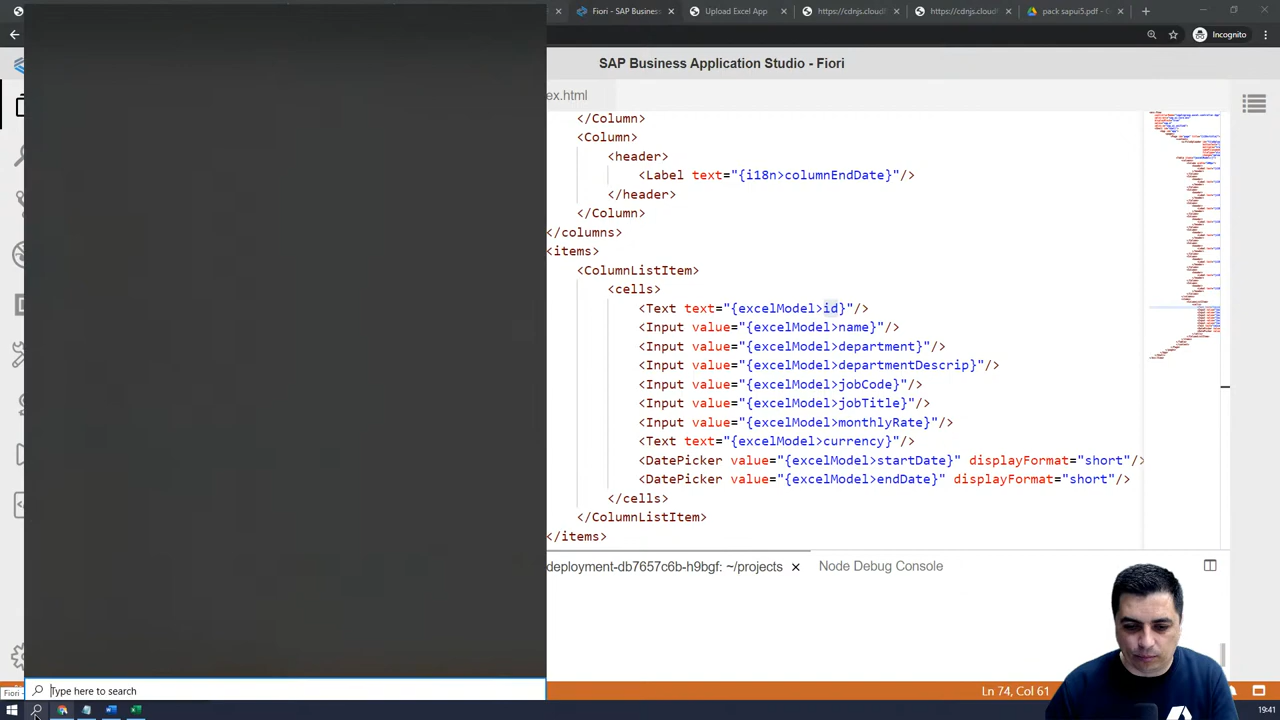 Fiori - SAP Business
Upload Excel App
https://cdnjs.cloudf
https://cdnjs.cloudf
pack sapui5.pdf
Incognito
SAP Business Application Studio - Fiori
ex.html
</Column>
<Column>
<header>
<Label text="{i18n>columnEndDate}"/>
</header>
</Column>
</columns>
<items>
<ColumnListItem>
<cells>
<Text text="{excelModel>id}"/>
<Input value="{excelModel>name}"/>
<Input value="{excelModel>department}"/>
<Input value="{excelModel>departmentDescrip}"/>
<Input value="{excelModel>jobCode}"/>
<Input value="{excelModel>jobTitle}"/>
<Input value="{excelModel>monthlyRate}"/>
<Text text="{excelModel>currency}"/>
<DatePicker value="{excelModel>startDate}" displayFormat="short"/>
<DatePicker value="{excelModel>endDate}" displayFormat="short"/>
</cells>
</ColumnListItem>
</items>
deployment-db7657c6b-h9bgf: ~/projects
Node Debug Console
Fiori -
Type here to search
Ln 74, Col 61
19:41